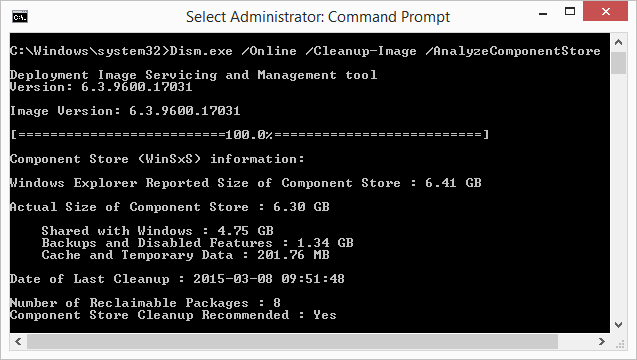 Select Administrator: Command Prompt
C:\Windows\system32>Dism.exe /Online /Cleanup-Image /AnalyzeComponentStore
Deployment Image Servicing and Management tool
Version: 6.3.9600.17031
Image Version: 6.3.9600.17031
[==========================100.0%==========================]
Component Store (WinSxS) information:
Windows Explorer Reported Size of Component Store : 6.41 GB
Actual Size of Component Store : 6.30 GB
Shared with Windows : 4.75 GB
Backups and Disabled Features : 1.34 GB
Cache and Temporary Data : 201.76 MB
Date of Last Cleanup : 2015-03-08 09:51:48
Number of Reclaimable Packages : 8
Component Store Cleanup Recommended : Yes